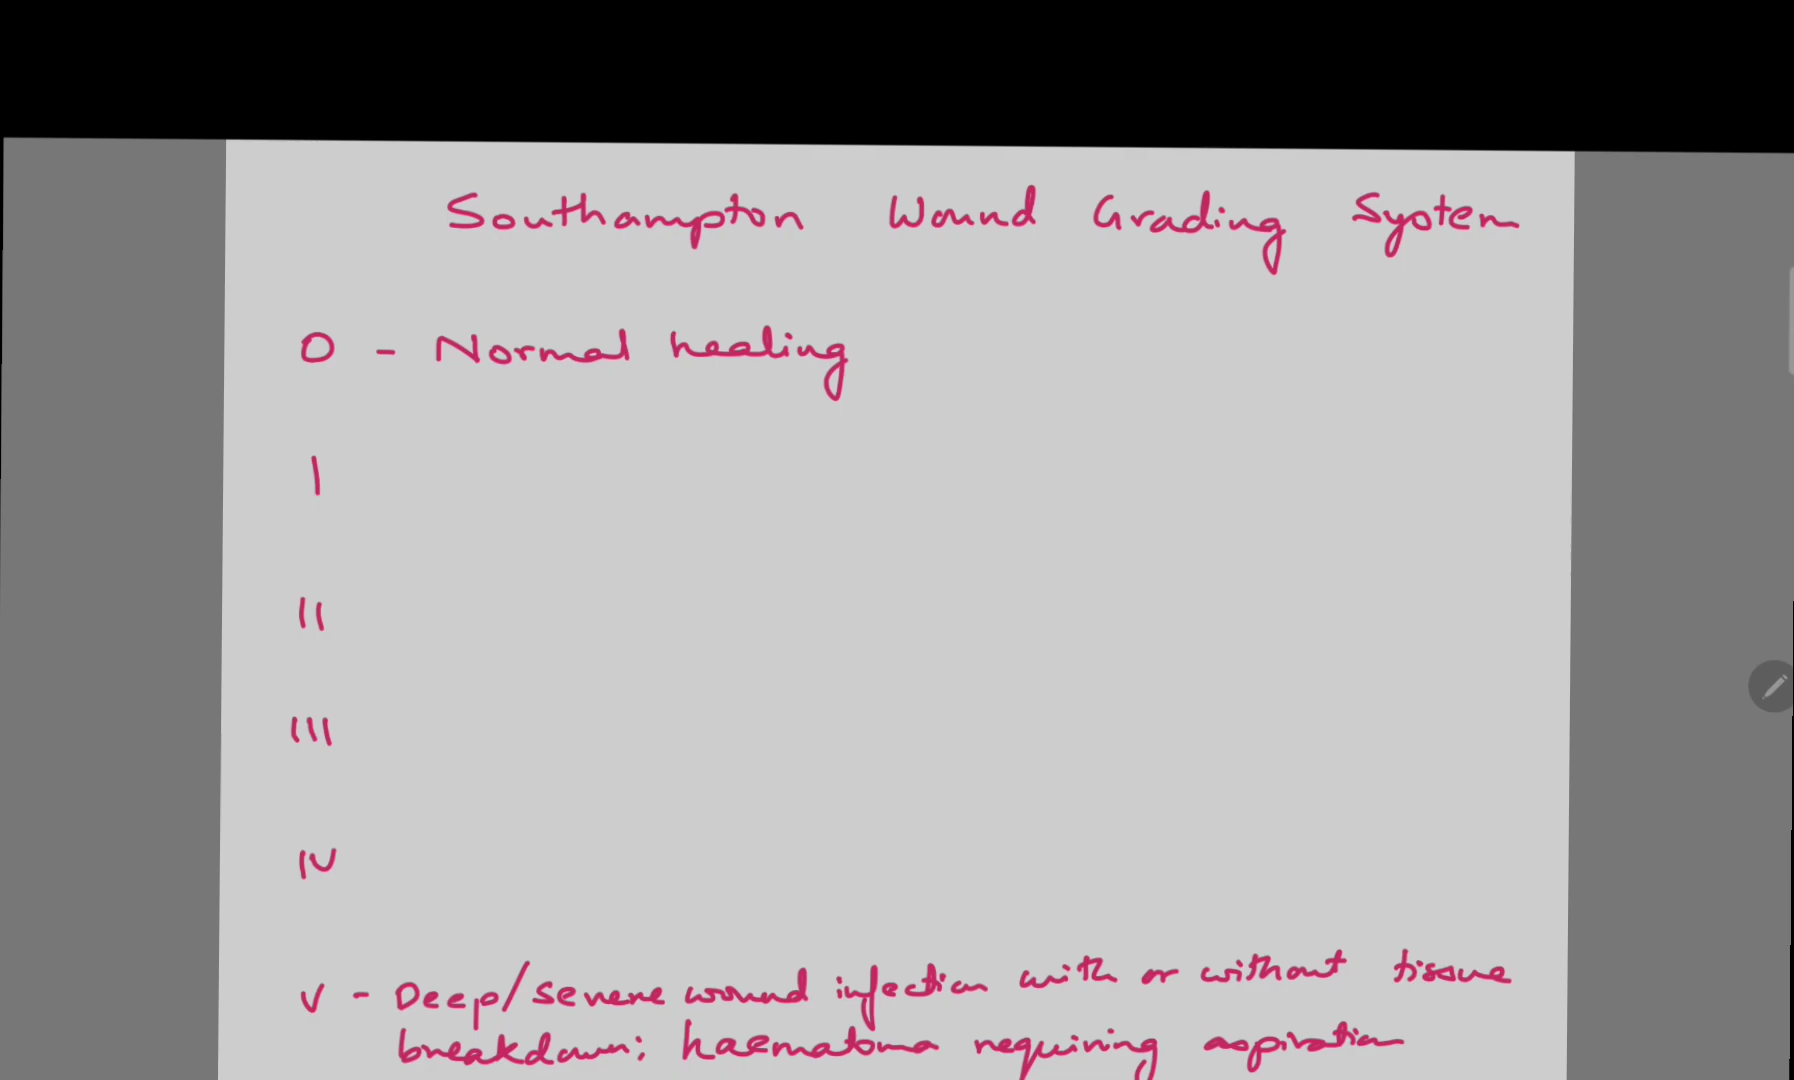 Southampton Wound Grading System
0 - Normal healing
I
II
III
IV
V - Deep/severe wound infection with or without tissue
breakdown; haematoma requiring aspiration